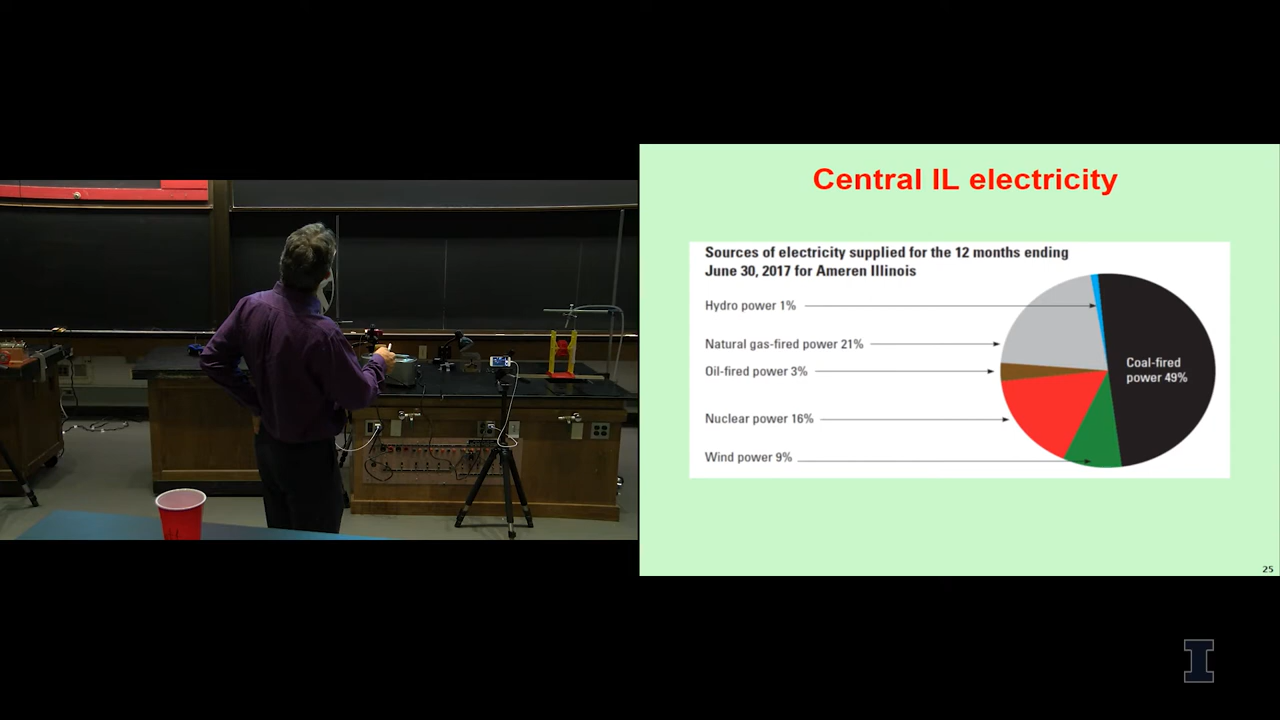 Central IL electricity
Sources of electricity supplied for the 12 months ending
June 30, 2017 for Ameren Illinois
Hydro power 1%
Natural gas-fired power 21%
Oil-fired power 3%
Nuclear power 16%
Wind power 9%
Coal-fired
power 49%
25
I